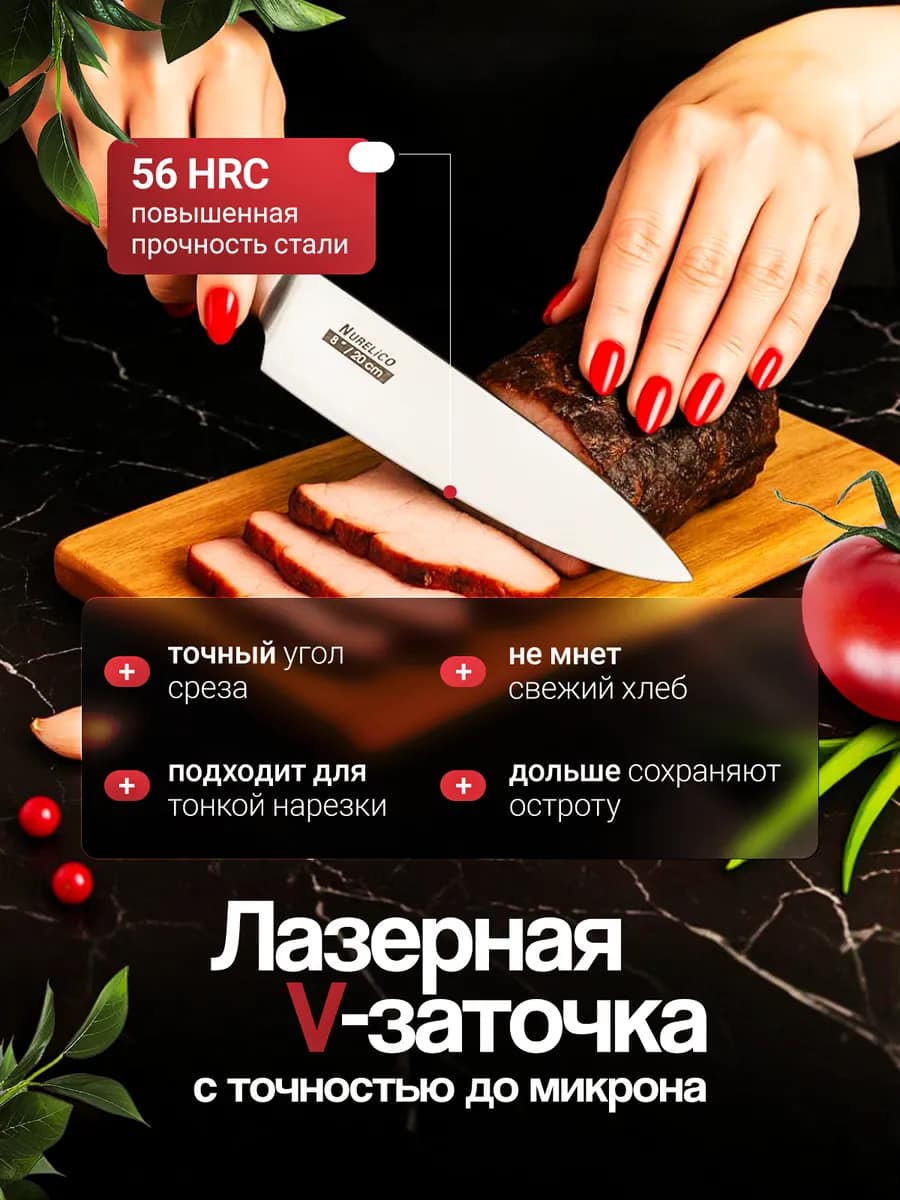 56 HRC
повышенная
прочность стали
NURELICO
8" / 20 cm
точный угол
среза
не мнет
свежий хлеб
подходит для
тонкой нарезки
дольше сохраняют
остроту
Лазерная
V-заточка
с точностью до микрона